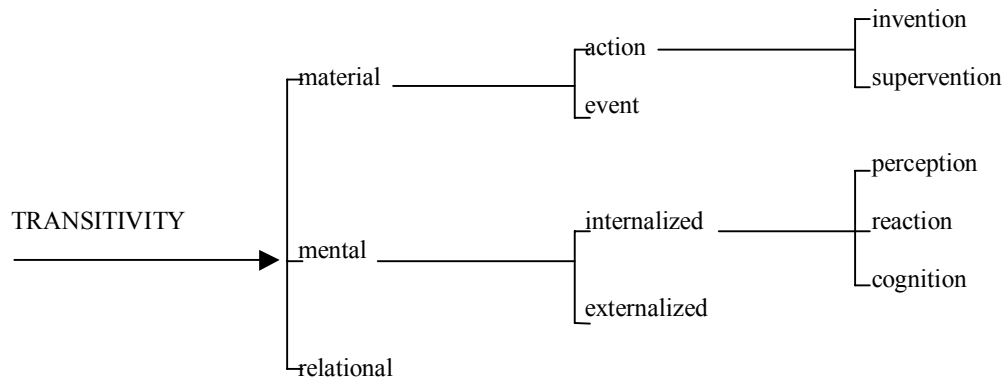 invention
action
material
supervention
event
perception
TRANSITIVITY
internalized
reaction
mental
cognition
externalized
relational